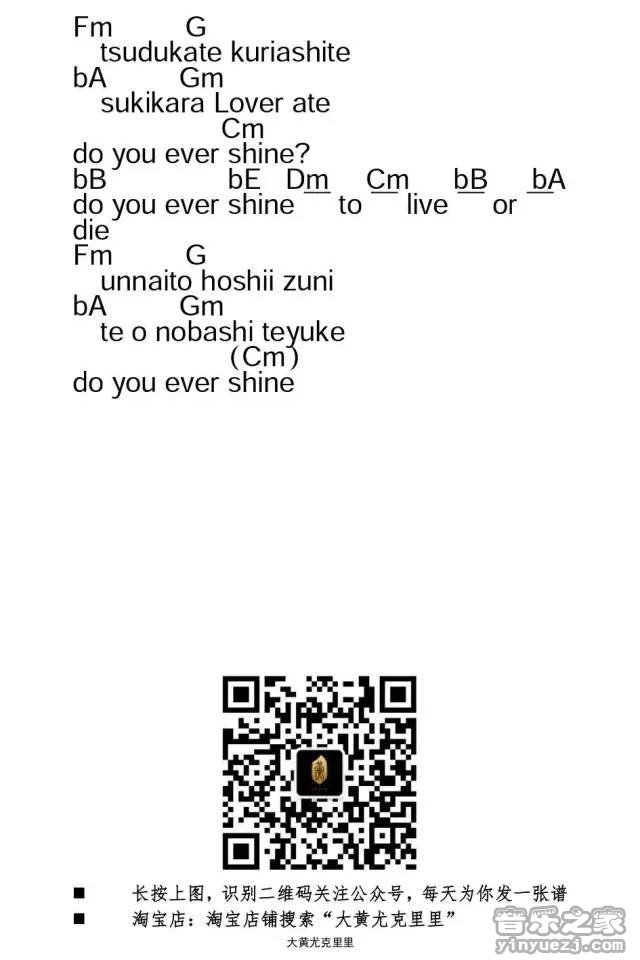 Fm G
tsudukate kuriashite
bA Gm
sukikara Lover ate
Cm
do you ever shine?
bB bE Dm Cm bB bA
do you ever shine __ to __ live __ or __
die
Fm G
unnaito hoshii zuni
bA Gm
te o nobashi teyuke
(Cm)
do you ever shine
■ 长按上图，识别二维码关注公众号，每天为你发一张谱
■ 淘宝店：淘宝店铺搜索“大黄尤克里里”
大黄尤克里里
音乐之家
yinyuezj.com